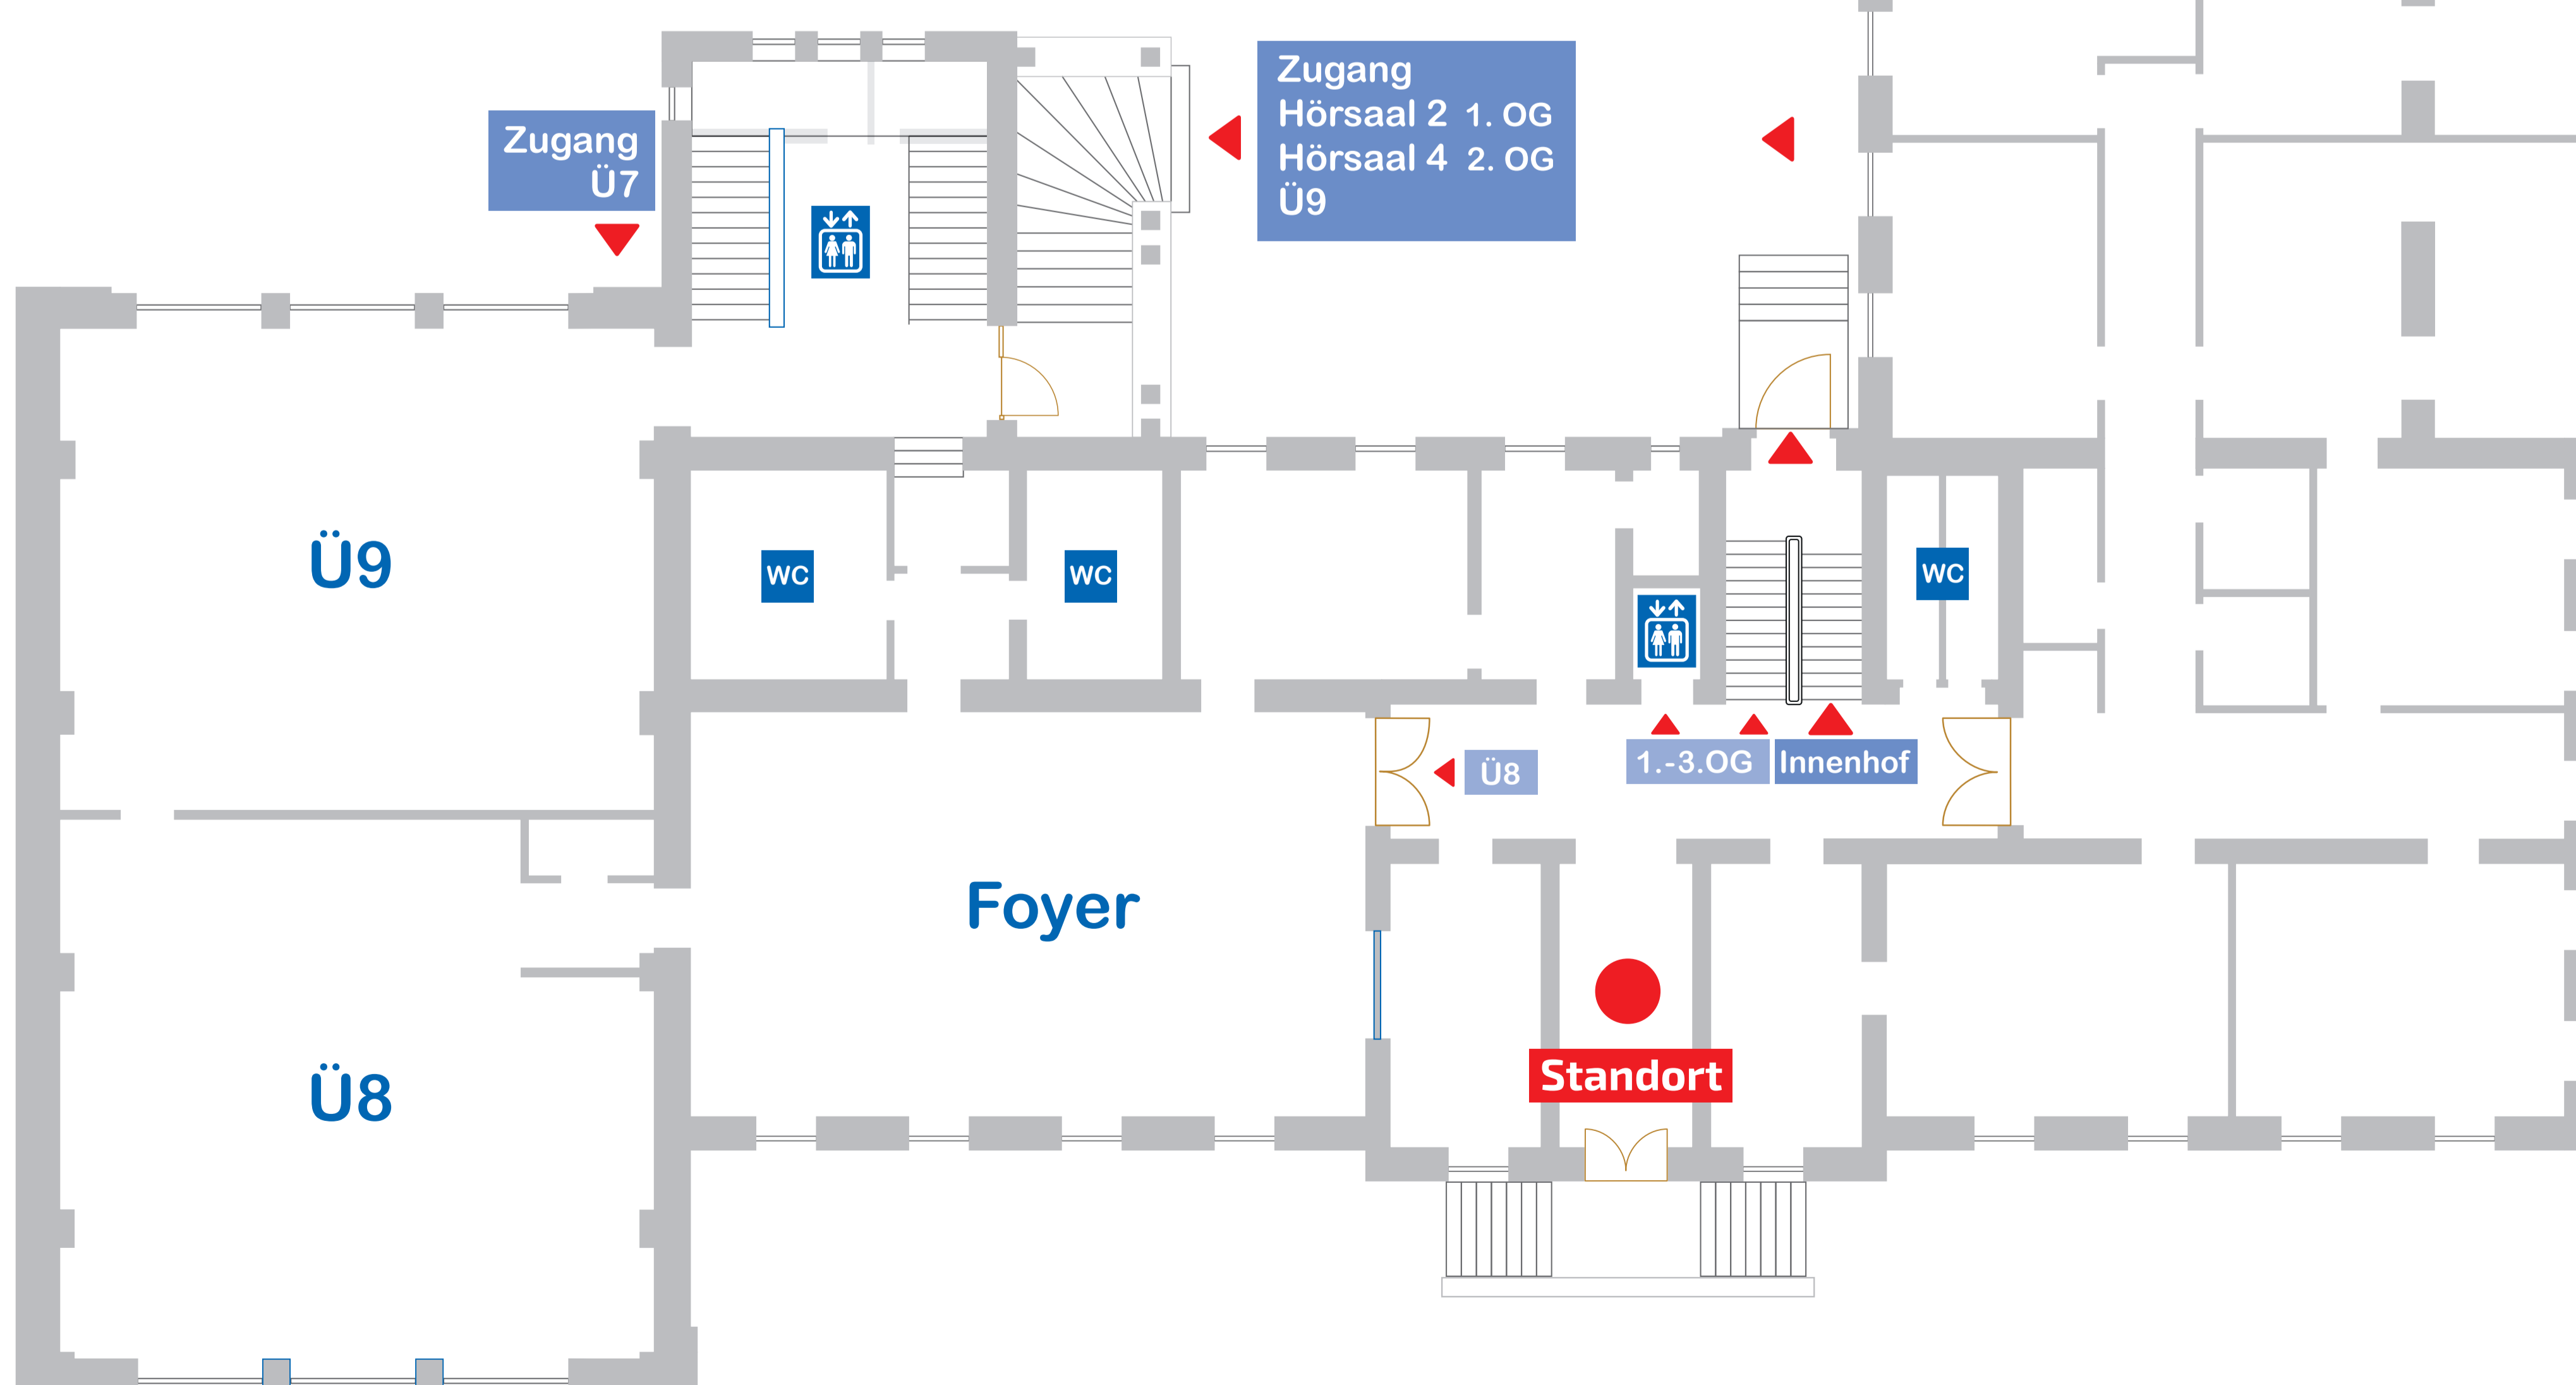 Zugang
Ü7
Zugang
Hörsaal 2 1. OG
Hörsaal 4 2. OG
Ü9
Ü9
WC
WC
WC
Ü8
1.-3.OG
Innenhof
Foyer
Ü8
Standort